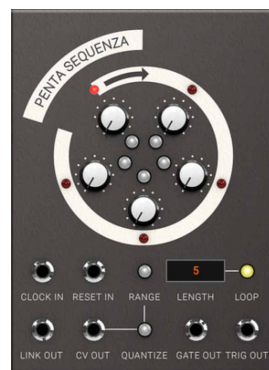 PENTA SEQUENZA
5
CLOCK IN RESET IN RANGE LENGTH LOOP
LINK OUT CV OUT QUANTIZE GATE OUT TRIG OUT